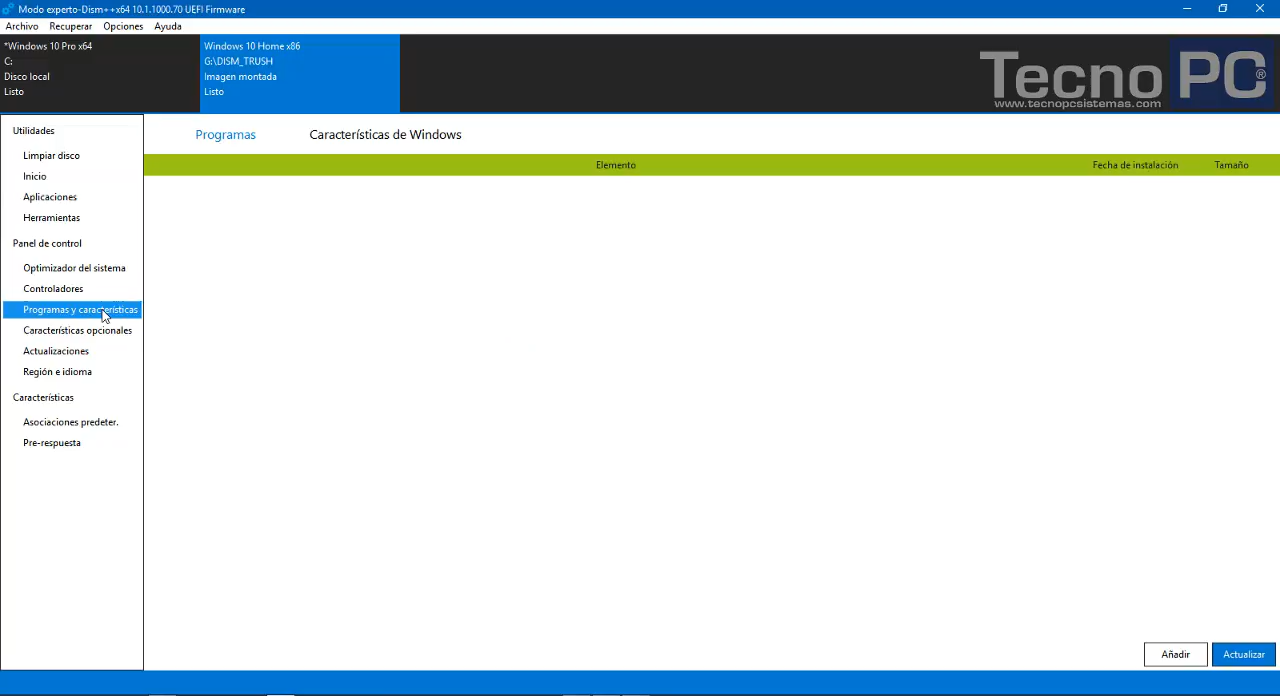 Modo experto-Dism++x64 10.1.1000.70 UEFI Firmware
Archivo Recuperar Opciones Ayuda
*Windows 10 Pro x64
C:
Disco local
Listo
Windows 10 Home x86
G:\DISM_TRUSH
Imagen montada
Listo
TecnoPC®
www.tecnopcsistemas.com
Utilidades
Limpiar disco
Inicio
Aplicaciones
Herramientas
Panel de control
Optimizador del sistema
Controladores
Programas y características
Características opcionales
Actualizaciones
Región e idioma
Características
Asociaciones predeter.
Pre-respuesta
Programas Características de Windows
Elemento Fecha de instalación Tamaño
Añadir Actualizar